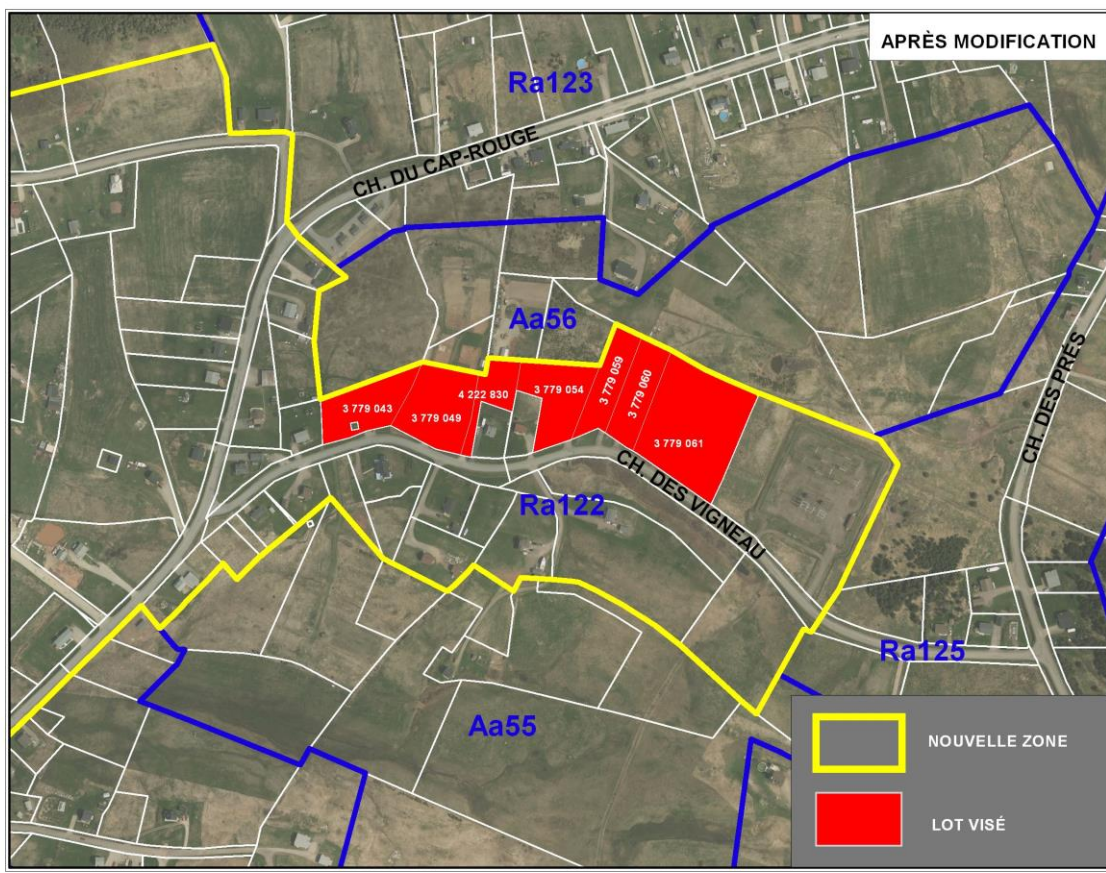 APRÈS MODIFICATION
Ra123
CH. DU CAP-ROUGE
CH. DES PRÈS
Aa56
3 779 043
3 779 049
4 222 830
3 779 054
3 779 059
3 779 060
3 779 061
CH. DES VIGNEAU
Ra122
Ra125
Aa55
NOUVELLE ZONE
LOT VISÉ